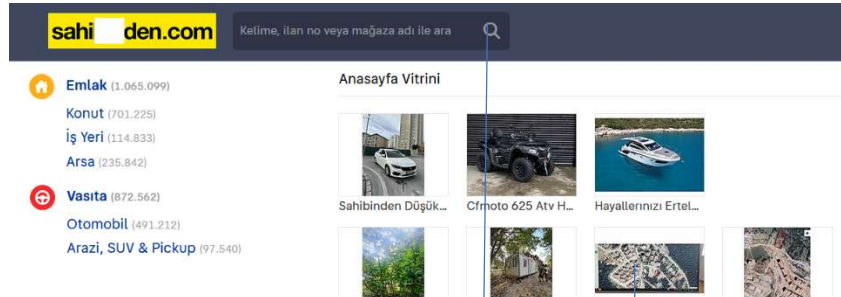 sahi den.com
Kelime, ilan no veya mağaza adı ile ara
Emlak (1.065.099)
Konut (701.225)
İş Yeri (114.833)
Arsa (235.842)
Vasıta (872.562)
Otomobil (491.212)
Arazi, SUV & Pickup (97.540)
Anasayfa Vitrini
Sahibinden Düşük...
Cfmoto 625 Atv H...
Hayallerınızı Ertel...